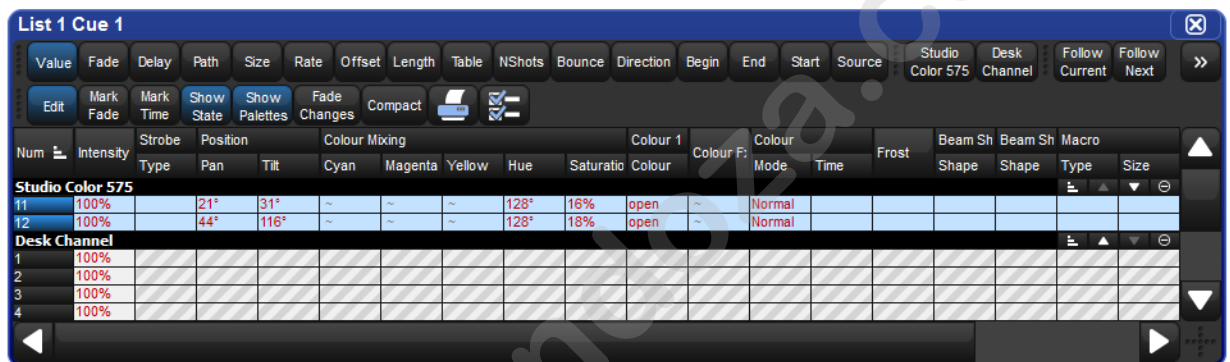 List 1 Cue 1
Value Fade Delay Path Size Rate Offset Length Table NShots Bounce Direction Begin End Start Source Studio Color 575 Desk Channel Follow Current Follow Next »
Edit Mark Fade Mark Time Show State Show Palettes Fade Changes Compact
Num Intensity Strobe Position Colour Mixing Colour 1 Colour F: Colour Frost Beam Sh Beam Sh Macro
Type Pan Tilt Cyan Magenta Yellow Hue Saturatio Colour Mode Time Shape Shape Type Size
Studio Color 575
11 100% 21° 31° ~ ~ ~ 128° 16% open ~ Normal
12 100% 44° 116° ~ ~ ~ 128° 18% open ~ Normal
Desk Channel
1 100%
2 100%
3 100%
4 100%